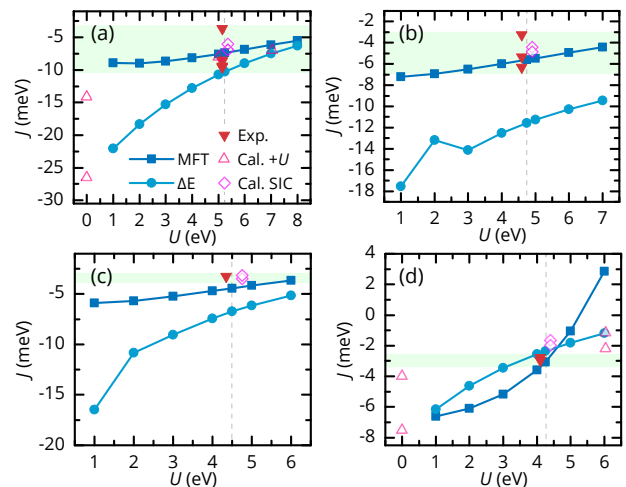 (a)
-5
-10
-15
-20
-25
-30
J (meV)
0 1 2 3 4 5 6 7 8
U (eV)
Exp.
MFT
Cal. +U
ΔE
Cal. SIC
(b)
-2
-4
-6
-8
-10
-12
-14
-16
-18
J (meV)
1 2 3 4 5 6 7
U (eV)
(c)
0
-5
-10
-15
-20
J (meV)
1 2 3 4 5 6
U (eV)
(d)
4
2
0
-2
-4
-6
-8
J (meV)
0 1 2 3 4 5 6
U (eV)